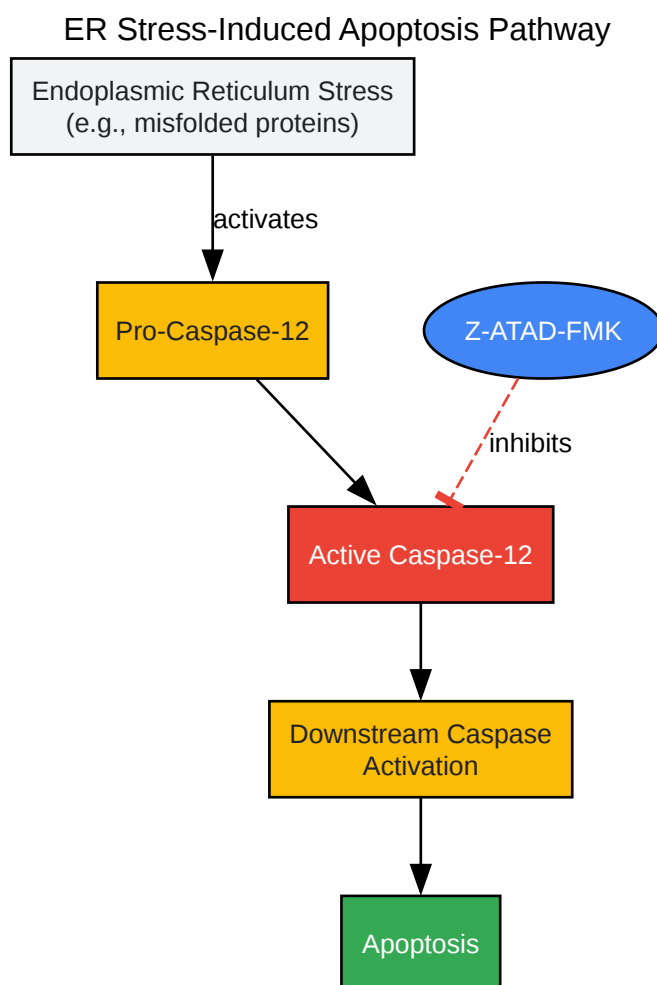 ER Stress-Induced Apoptosis Pathway
Endoplasmic Reticulum Stress
(e.g., misfolded proteins)
activates
Pro-Caspase-12
Z-ATAD-FMK
inhibits
Active Caspase-12
Downstream Caspase
Activation
Apoptosis